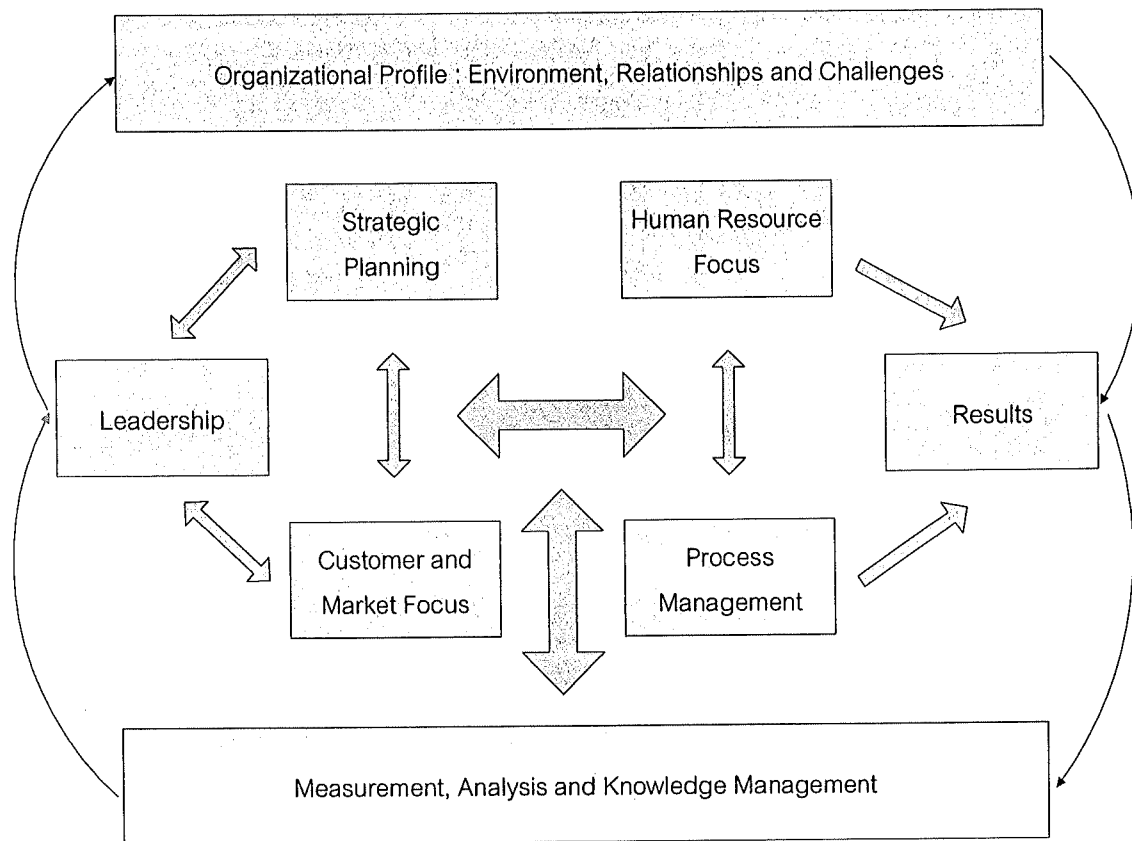 Organizational Profile : Environment, Relationships and Challenges
Strategic
Planning
Human Resource
Focus
Leadership
Results
Customer and
Market Focus
Process
Management
Measurement, Analysis and Knowledge Management